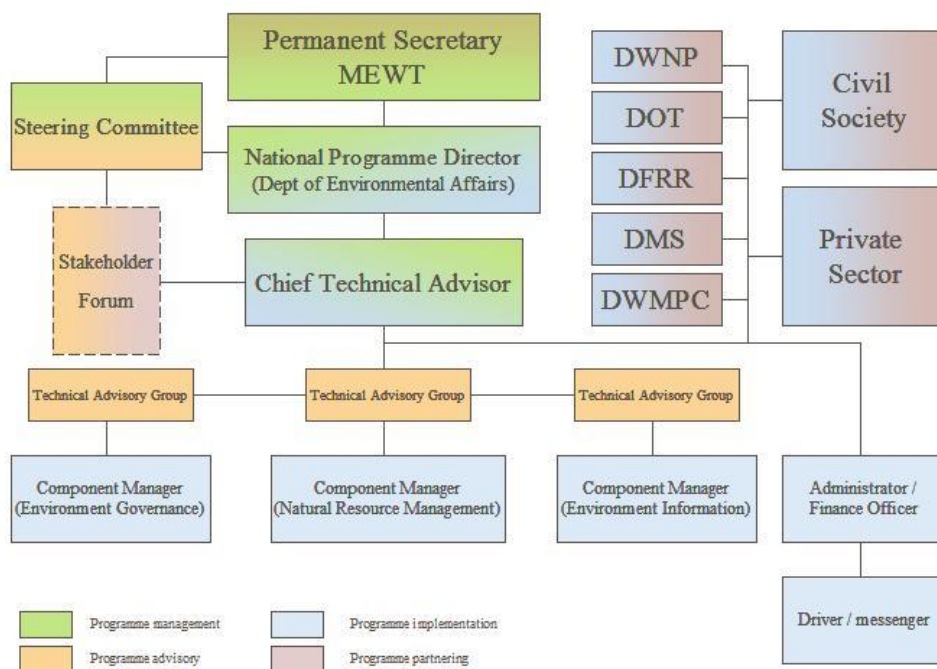 Permanent Secretary
MEWT
Steering Committee
National Programme Director
(Dept of Environmental Affairs)
Stakeholder
Forum
Chief Technical Advisor
DWNP
DOT
DFRR
DMS
DWMPC
Civil
Society
Private
Sector
Technical Advisory Group
Technical Advisory Group
Technical Advisory Group
Component Manager
(Environment Governance)
Component Manager
(Natural Resource Management)
Component Manager
(Environment Information)
Administrator /
Finance Officer
Driver / messenger
Programme management
Programme implementation
Programme advisory
Programme partnering